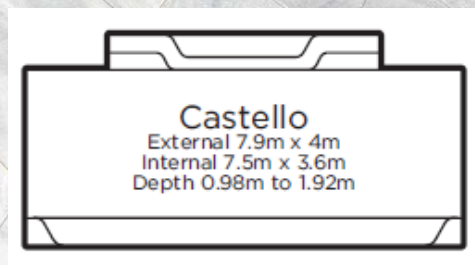 Castello
External 7.9m x 4m
Internal 7.5m x 3.6m
Depth 0.98m to 1.92m